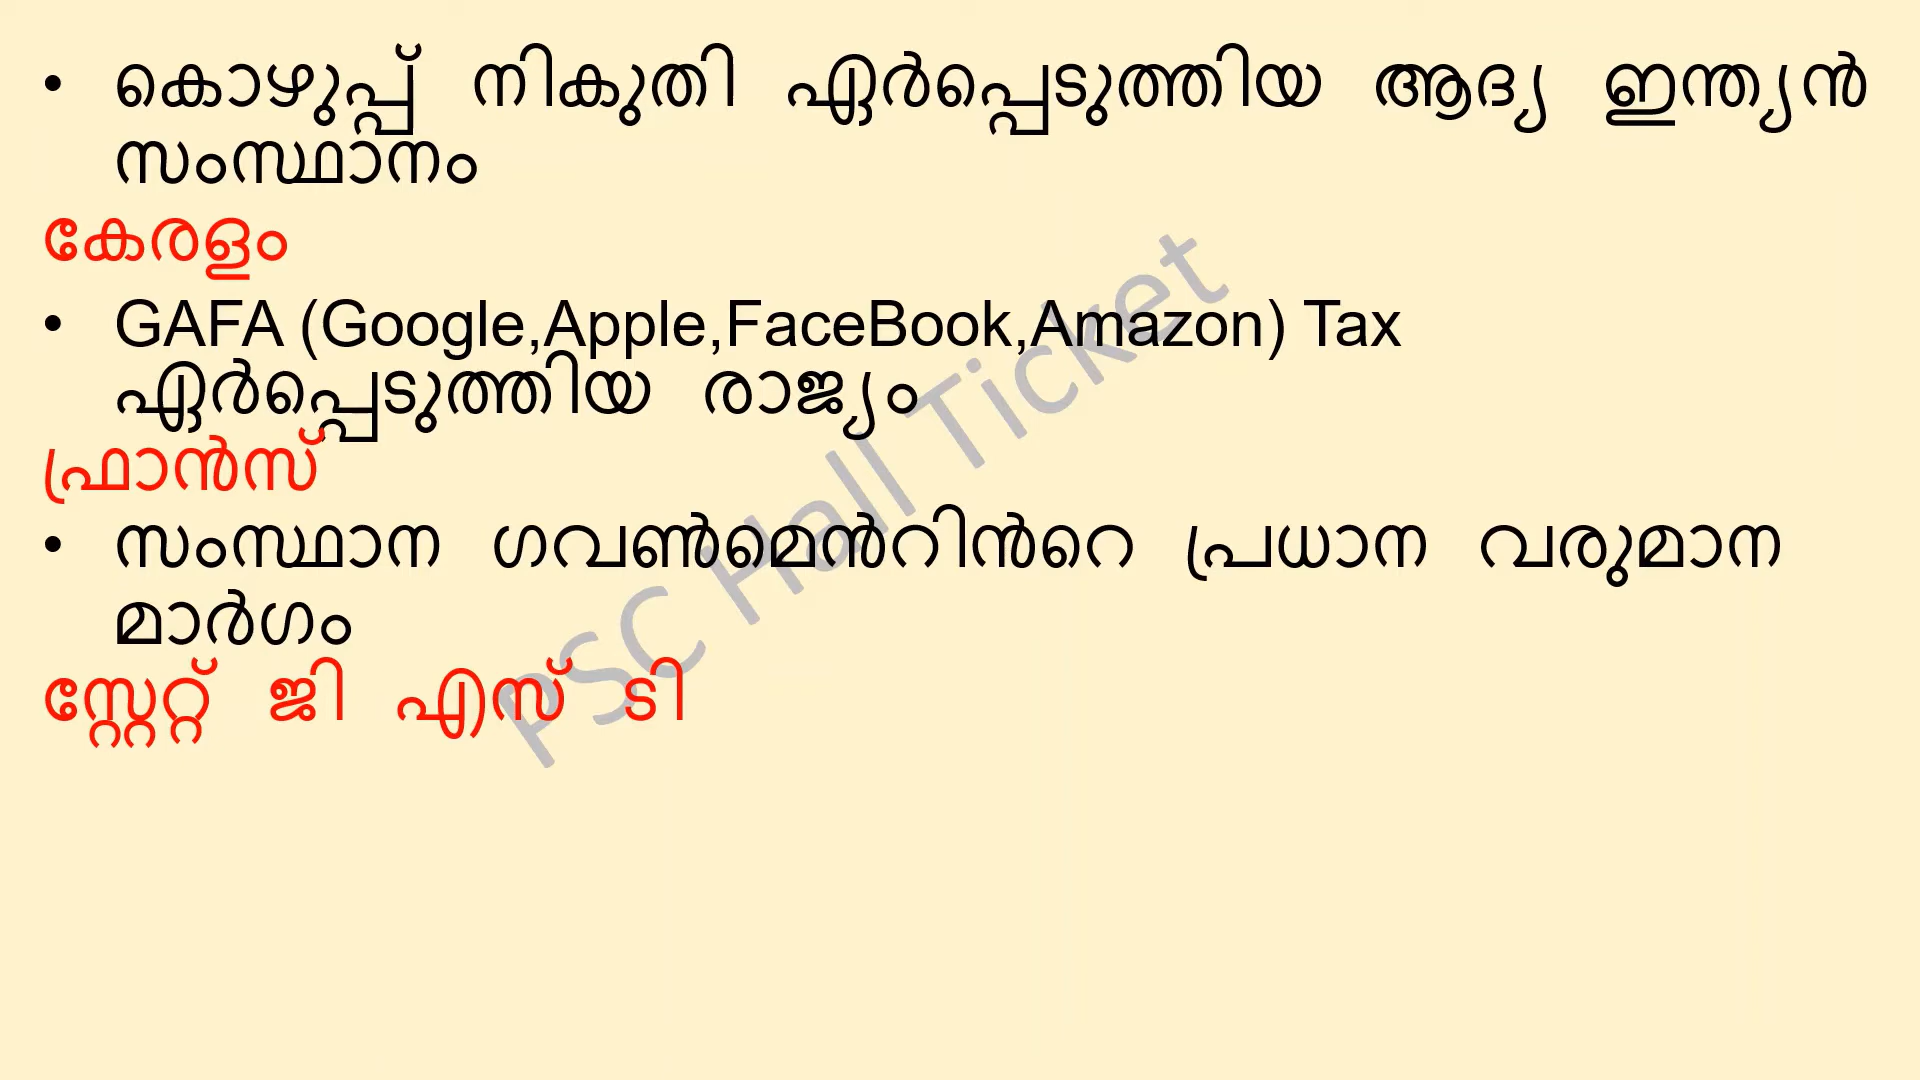 • കൊഴുപ്പ് നികുതി ഏർപ്പെടുത്തിയ ആദ്യ ഇന്ത്യൻ
സംസ്ഥാനം
കേരളം
• GAFA (Google,Apple,FaceBook,Amazon) Tax
ഏർപ്പെടുത്തിയ രാജ്യം
ഫ്രാൻസ്
• സംസ്ഥാന ഗവൺമെൻറിൻറെ പ്രധാന വരുമാന
മാർഗം
സ്റ്റേറ്റ് ജി എസ് ടി
PSC Hall Ticket